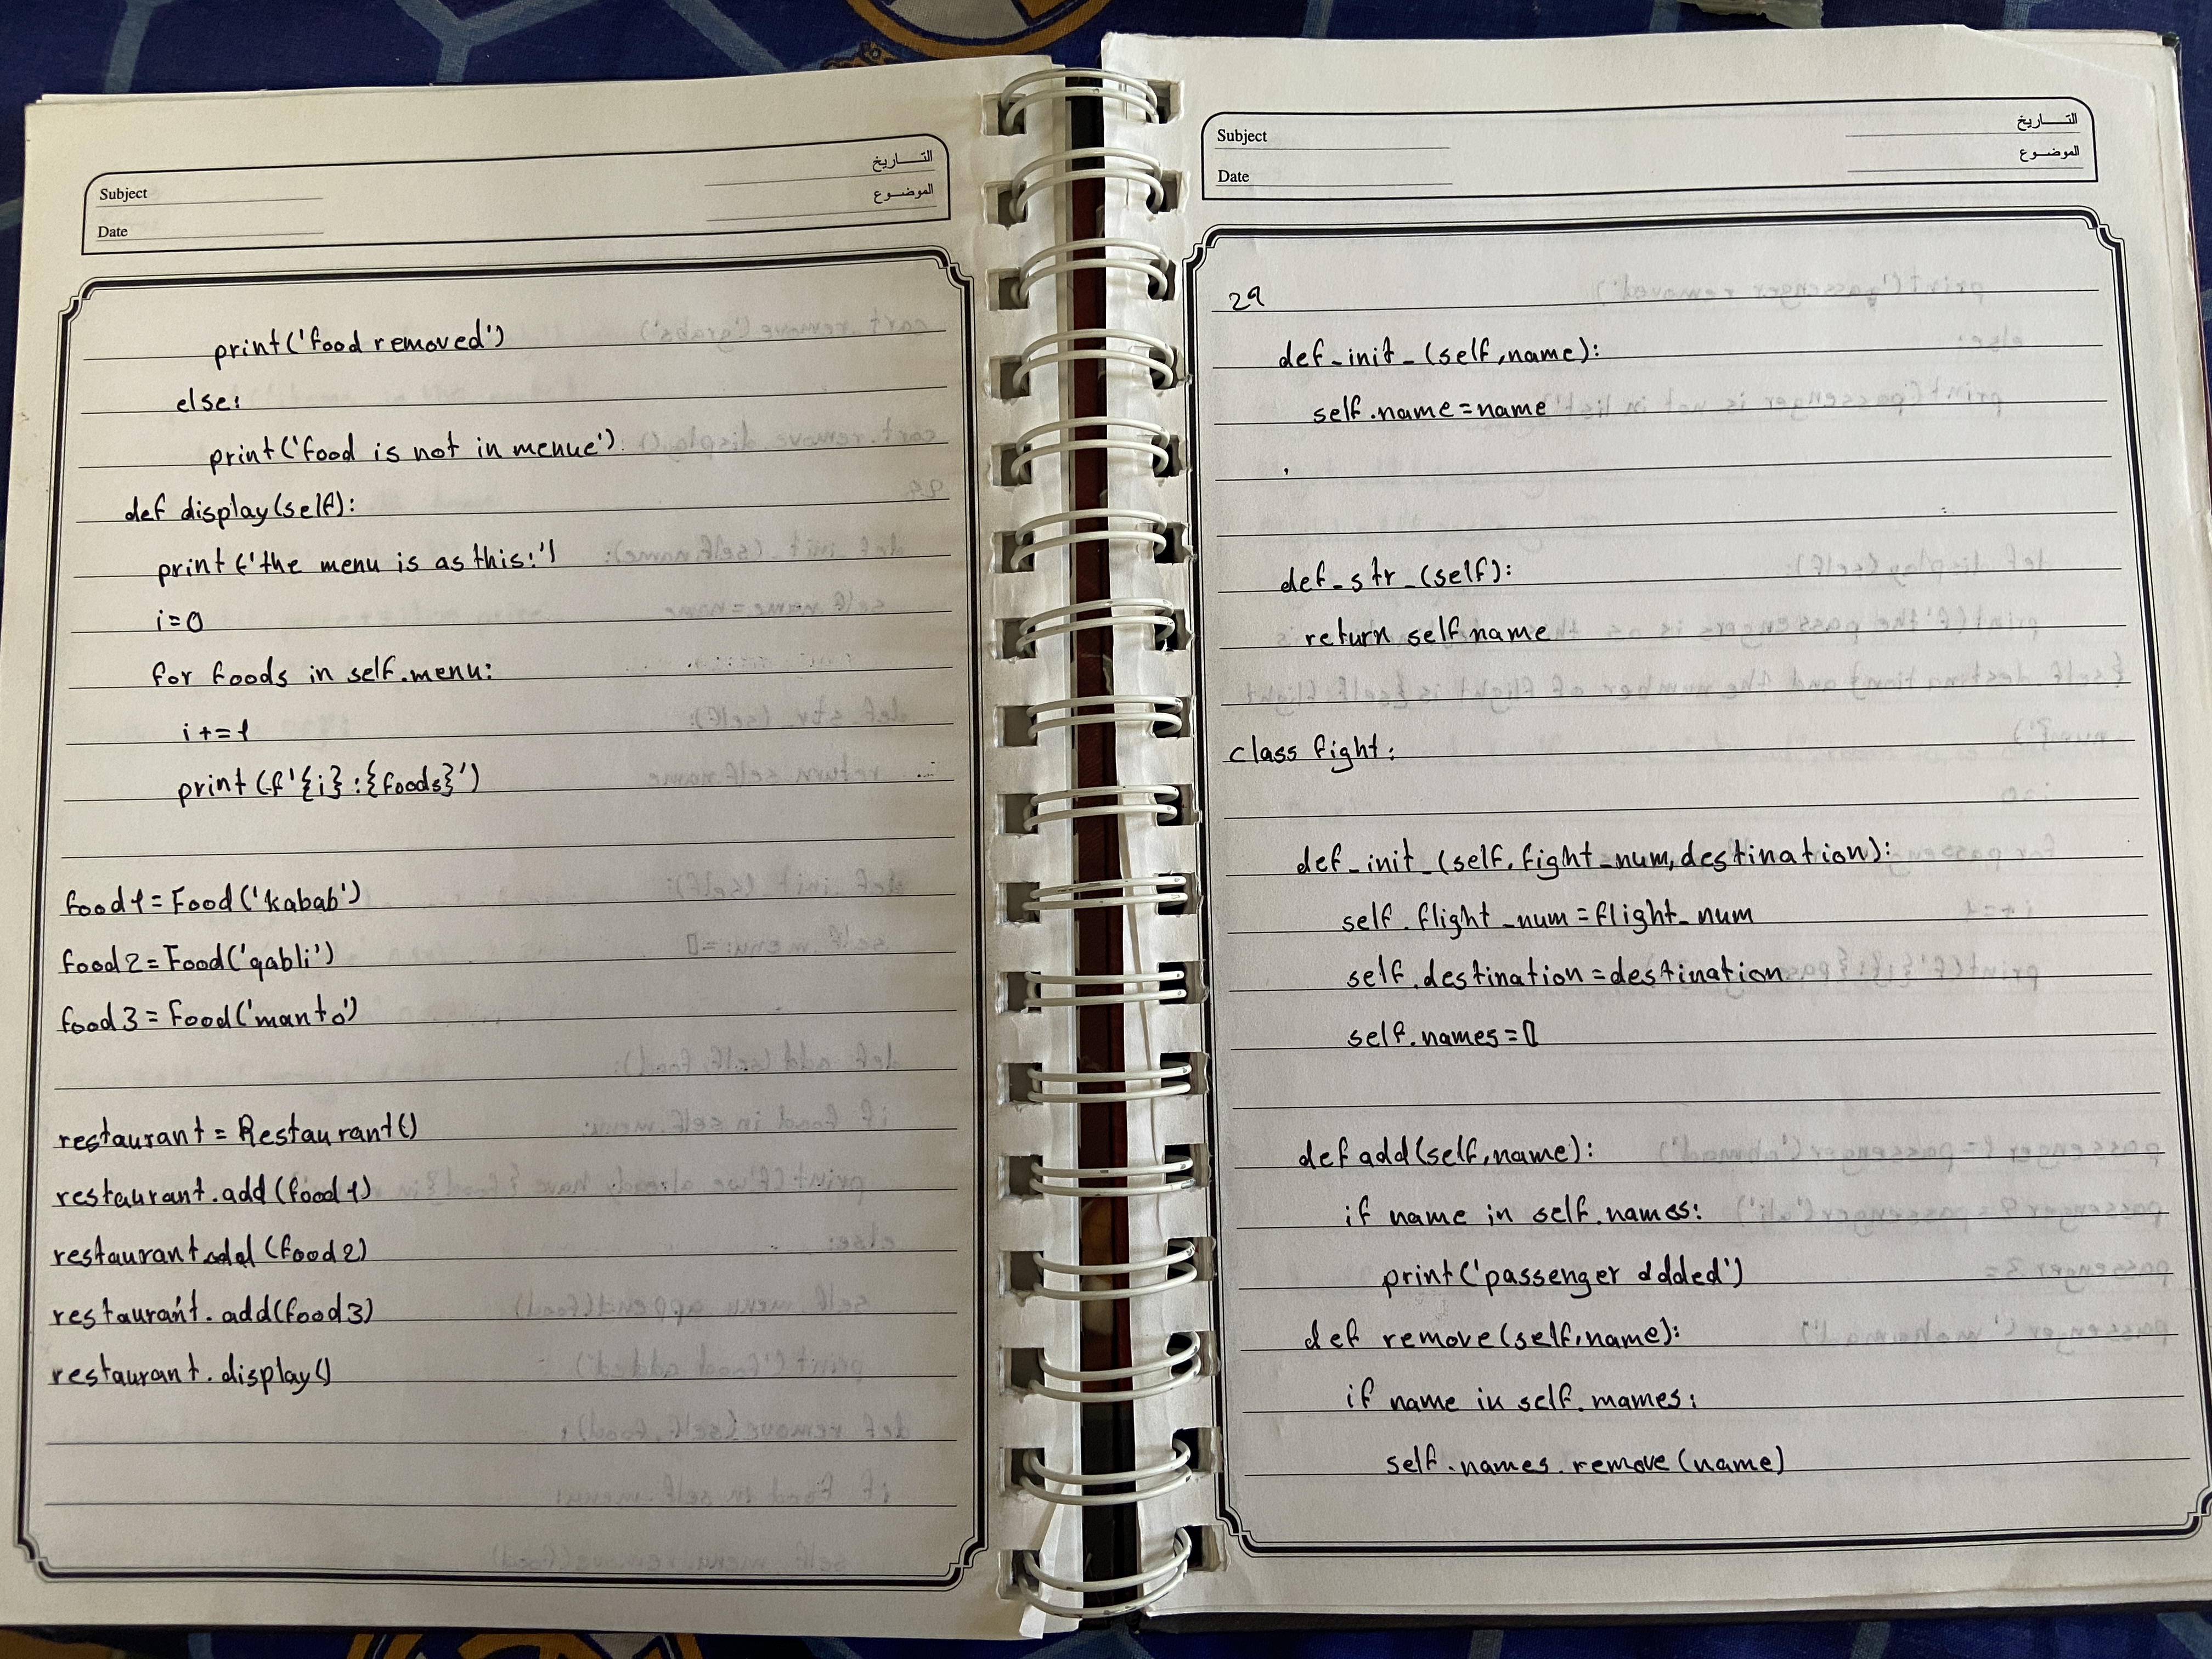 Subject
Date
التـــاريخ
الموضـوع
print('food removed')
else:
print('food is not in menue')
def display(self):
print('the menu is as this:')
i=0
for foods in self.menu:
i+=1
print(f'{i}:{foods}')
food1=Food('kabab')
food2=Food('qabli')
food3=Food('manto')
restaurant=Restaurant()
restaurant.add(food1)
restaurant.add(food2)
restaurant.add(food3)
restaurant.display()
Subject
Date
التـــاريخ
الموضـوع
29
def_init_(self,name):
self.name=name
def_str_(self):
return self.name
class fight:
def_init_(self,fight_num,destination):
self.flight_num=flight_num
self.destination=destination
self.names=[]
def add(self,name):
if name in self.names:
print('passenger added')
def remove(self,name):
if name in self.names:
self.names.remove(name)